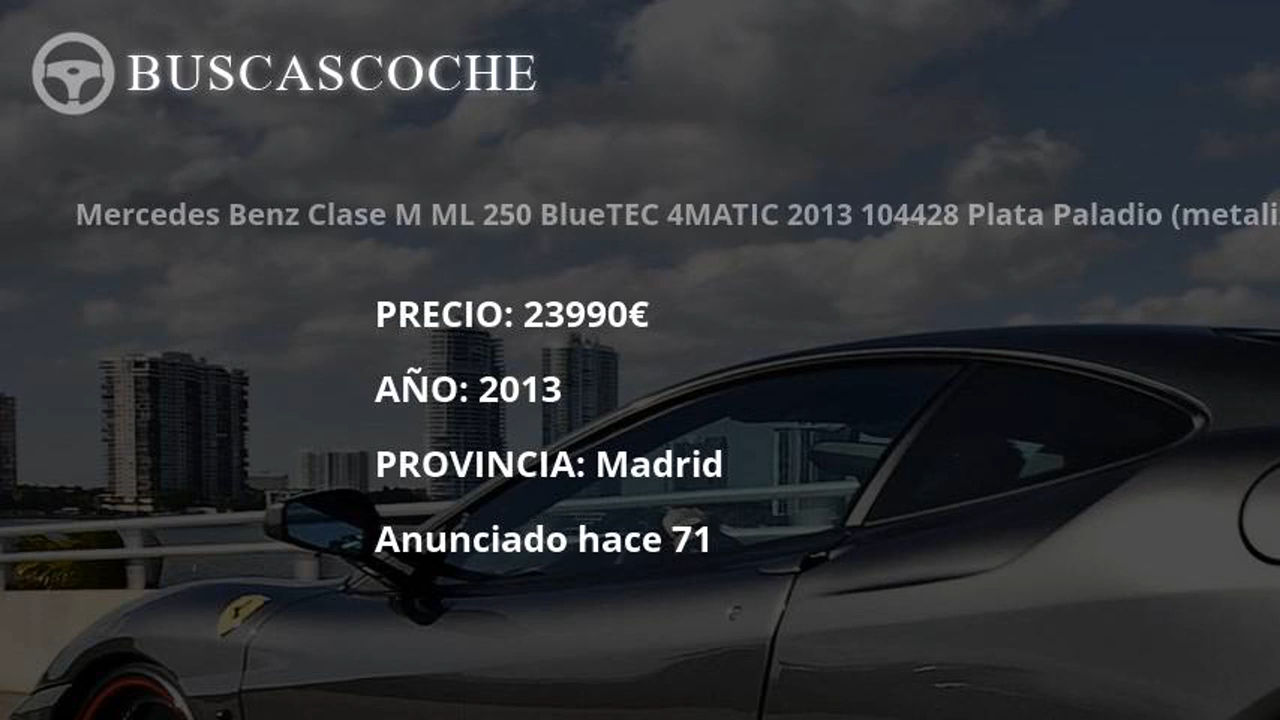 BUSCASCOCHE
Mercedes Benz Clase M ML 250 BlueTEC 4MATIC 2013 104428 Plata Paladio (metali
PRECIO: 23990€
AÑO: 2013
PROVINCIA: Madrid
Anunciado hace 71